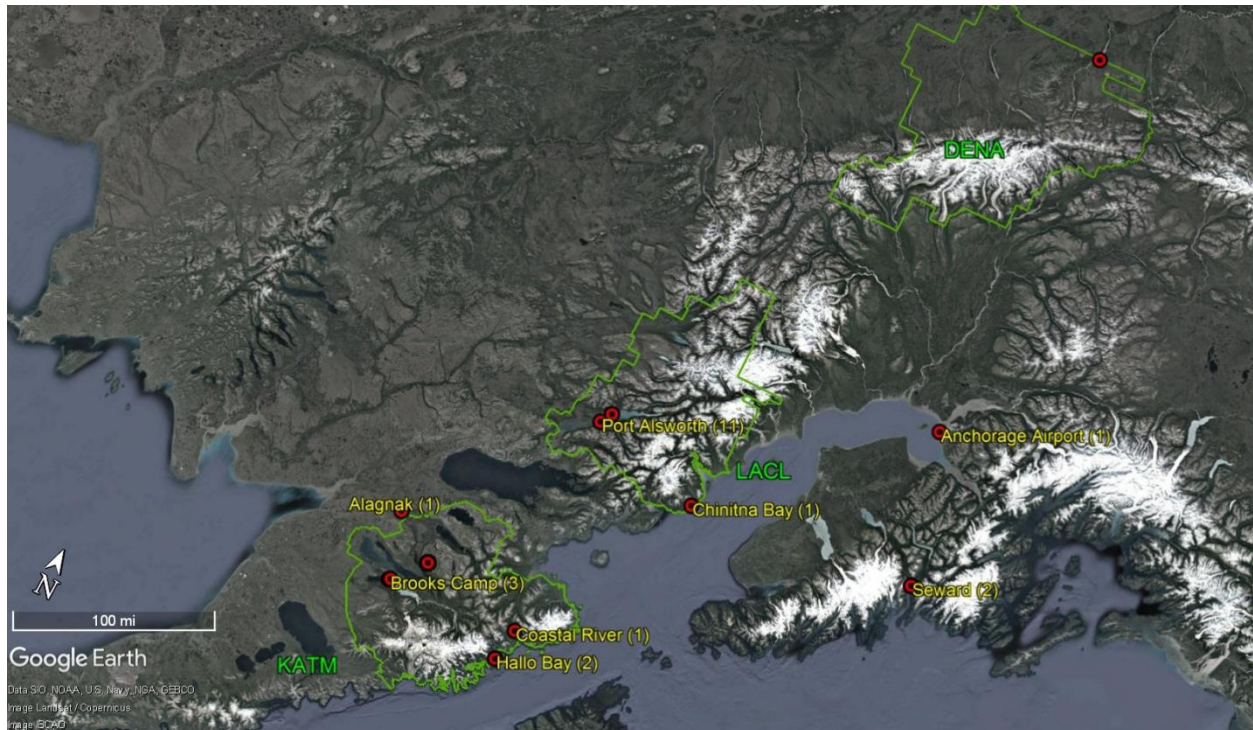 DENA
Port Alsworth (11)
Anchorage Airport (1)
LACL
Alagnak (1)
Chinitna Bay (1)
Brooks Camp (3)
Seward (2)
N
100 mi
Coastal River (1)
Google Earth
KATM
Hallo Bay (2)
Data SIO, NOAA, U.S. Navy, NGA, GEBCO
Image Landsat / Copernicus
Image IBCAO